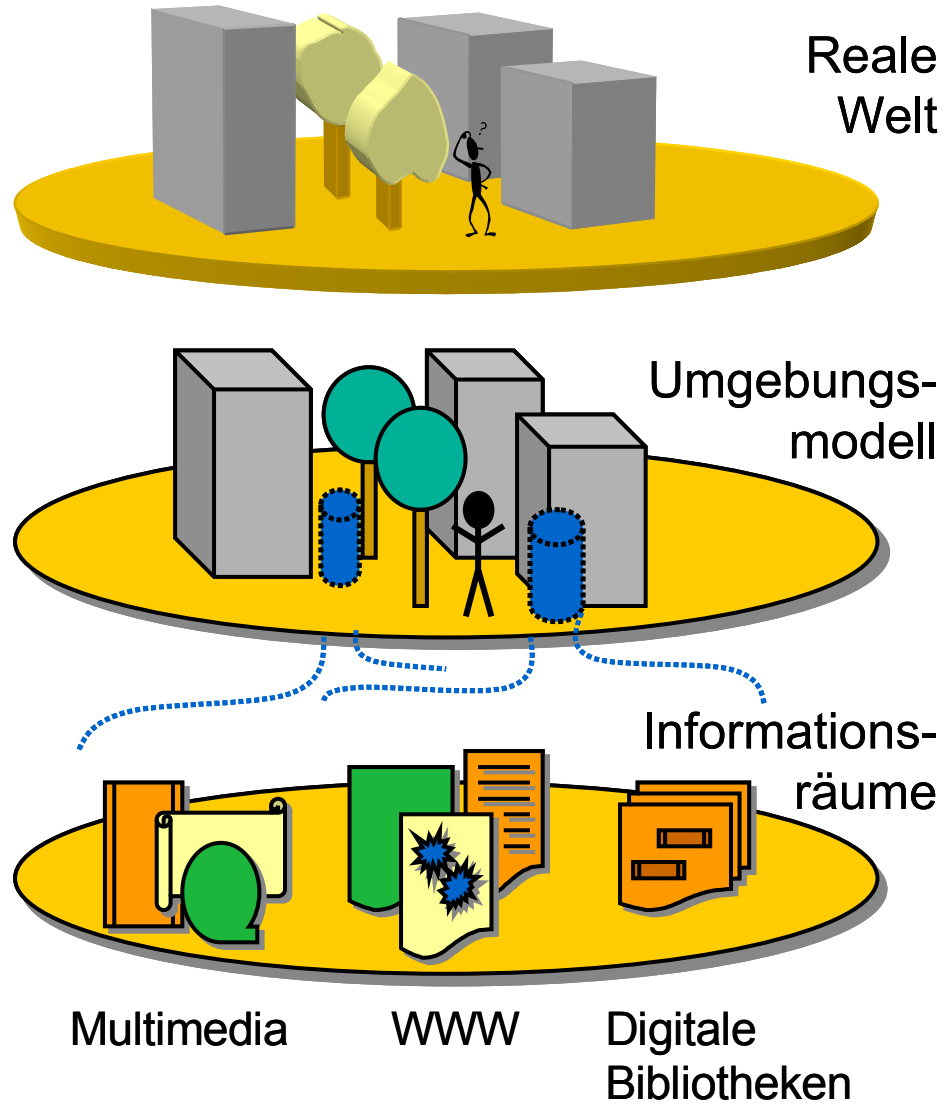 Reale
Welt
?
Umgebungs-
modell
Informations-
räume
Multimedia
WWW
Digitale
Bibliotheken